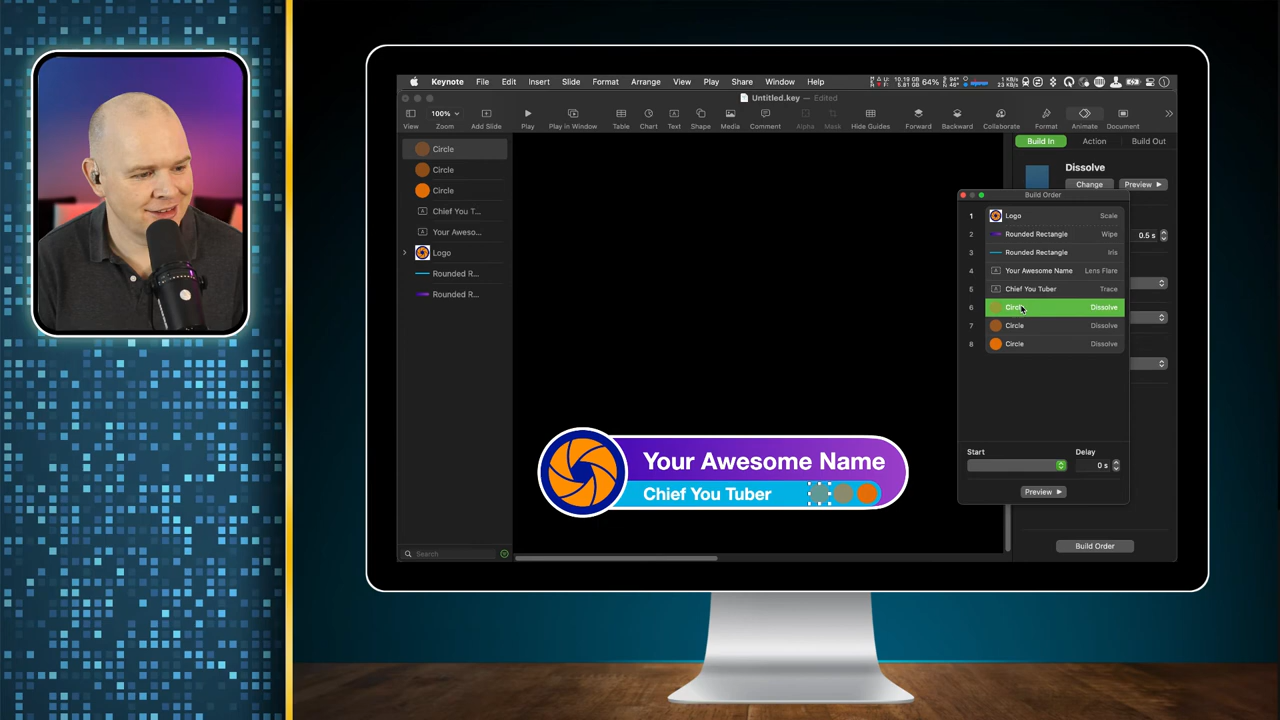 Keynote File Edit Insert Slide Format Arrange View Play Share Window Help
64%
Untitled.key — Edited
100%
View Zoom Add Slide Play Play in Window Table Chart Text Shape Media Comment Alpha Mask Hide Guides Forward Backward Collaborate Format Animate Document
Circle
Circle
Circle
Chief You T...
Your Aweso...
Logo
Rounded R...
Rounded R...
Search
Your Awesome Name
Chief You Tuber
Build In Action Build Out
Dissolve
Change Preview
0.5 s
Build Order
1 Logo Scale
2 Rounded Rectangle Wipe
3 Rounded Rectangle Iris
4 Your Awesome Name Lens Flare
5 Chief You Tuber Trace
6 Circle Dissolve
7 Circle Dissolve
8 Circle Dissolve
Start Delay
0 s
Preview
Build Order